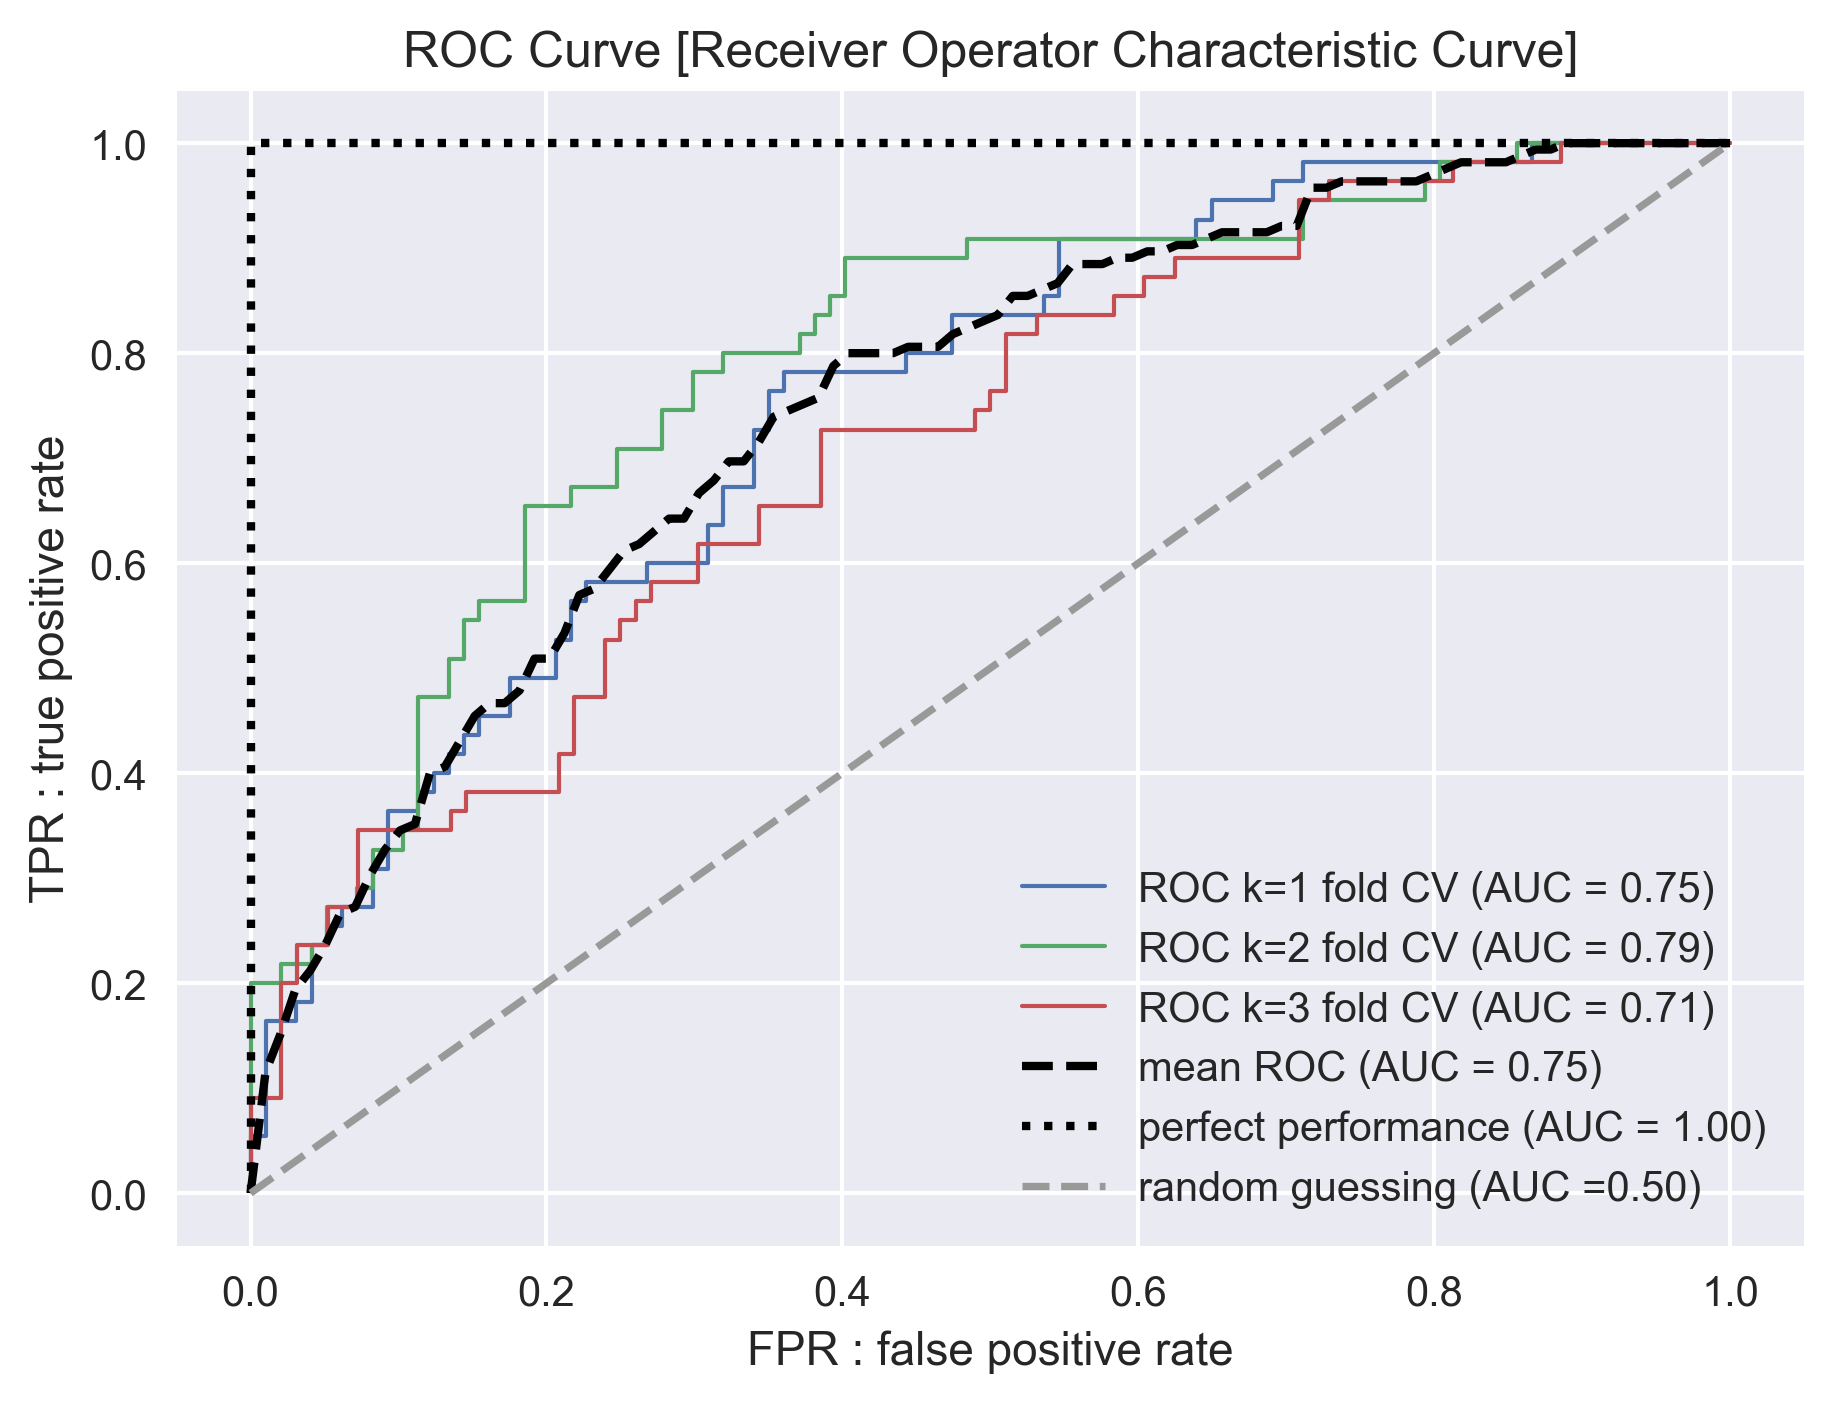 ROC Curve [Receiver Operator Characteristic Curve]
1.0
0.8
0.6
0.4
0.2
0.0
TPR : true positive rate
ROC k=1 fold CV (AUC = 0.75)
ROC k=2 fold CV (AUC = 0.79)
ROC k=3 fold CV (AUC = 0.71)
mean ROC (AUC = 0.75)
perfect performance (AUC = 1.00)
random guessing (AUC =0.50)
0.0 0.2 0.4 0.6 0.8 1.0
FPR : false positive rate